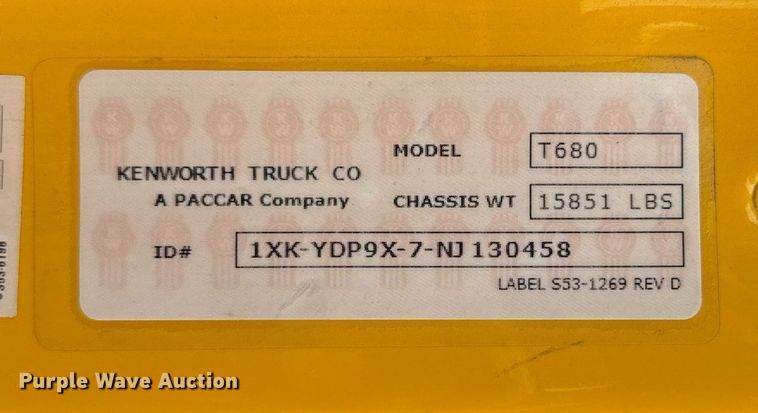 KENWORTH TRUCK CO
A PACCAR Company
MODEL T680
CHASSIS WT 15851 LBS
ID# 1XK-YDP9X-7-NJ130458
LABEL S53-1269 REV D
Purple Wave Auction